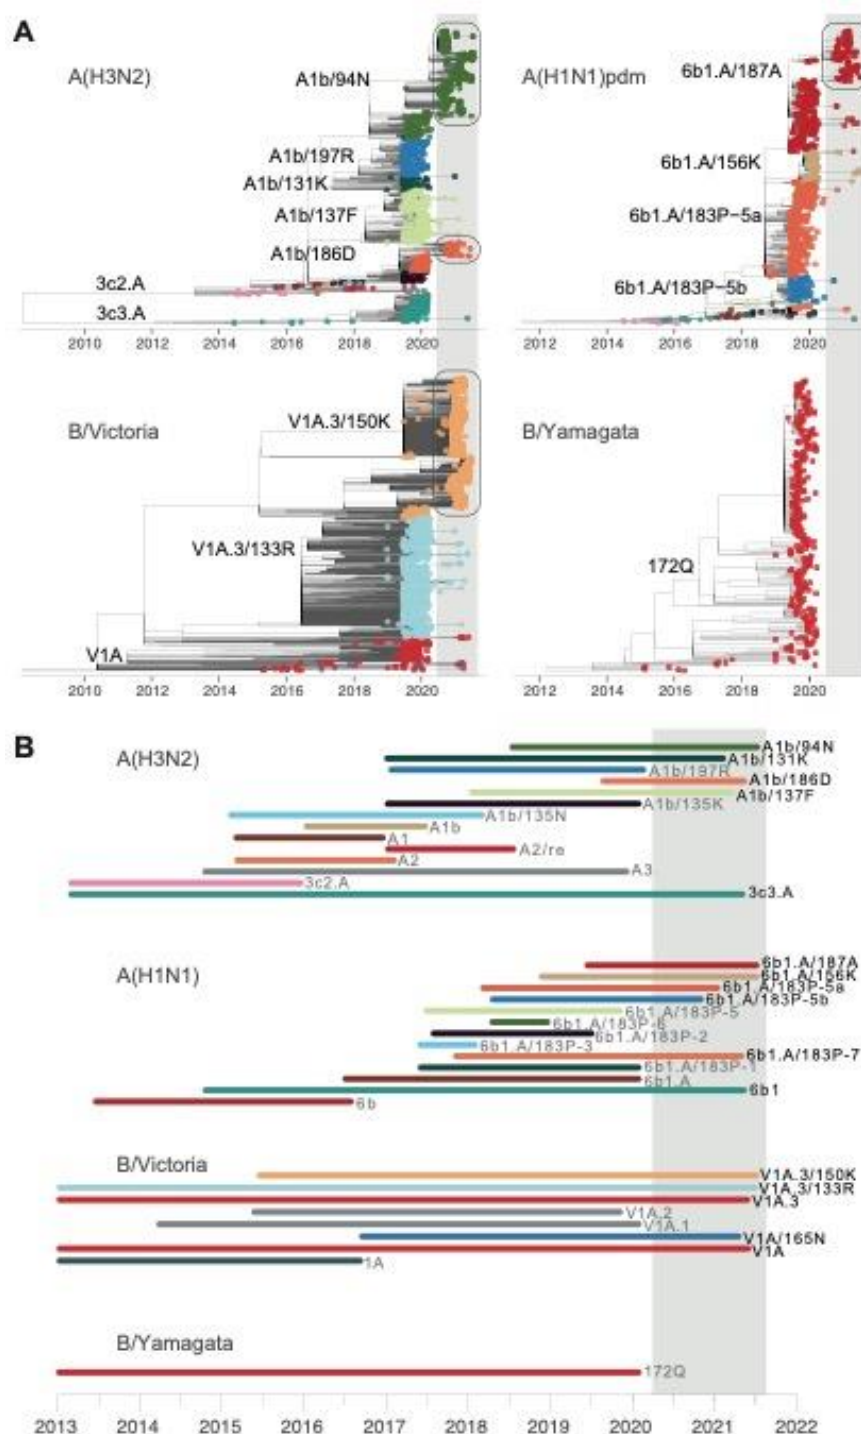 A
A(H3N2)
A1b/94N
A1b/197R
A1b/131K
A1b/137F
A1b/186D
3c2.A
3c3.A
2010 2012 2014 2016 2018 2020
A(H1N1)pdm
6b1.A/187A
6b1.A/156K
6b1.A/183P-5a
6b1.A/183P-5b
2012 2014 2016 2018 2020
B/Victoria
V1A.3/150K
V1A.3/133R
V1A
2010 2012 2014 2016 2018 2020
B/Yamagata
172Q
2012 2014 2016 2018 2020
B
A(H3N2)
A1b/94N
A1b/131K
A1b/197R
A1b/186D
A1b/137F
A1b/135K
A1b/135N
A1b
A1
A2/re
A2
A3
3c2.A
3c3.A
A(H1N1)
6b1.A/187A
6b1.A/156K
6b1.A/183P-5a
6b1.A/183P-5b
6b1.A/183P-5
6b1.A/183P-6
6b1.A/183P-2
6b1.A/183P-3
6b1.A/183P-7
6b1.A/183P-1
6b1.A
6b1
6b
B/Victoria
V1A.3/150K
V1A.3/133R
V1A.3
V1A.2
V1A.1
V1A/165N
V1A
1A
B/Yamagata
172Q
2013 2014 2015 2016 2017 2018 2019 2020 2021 2022